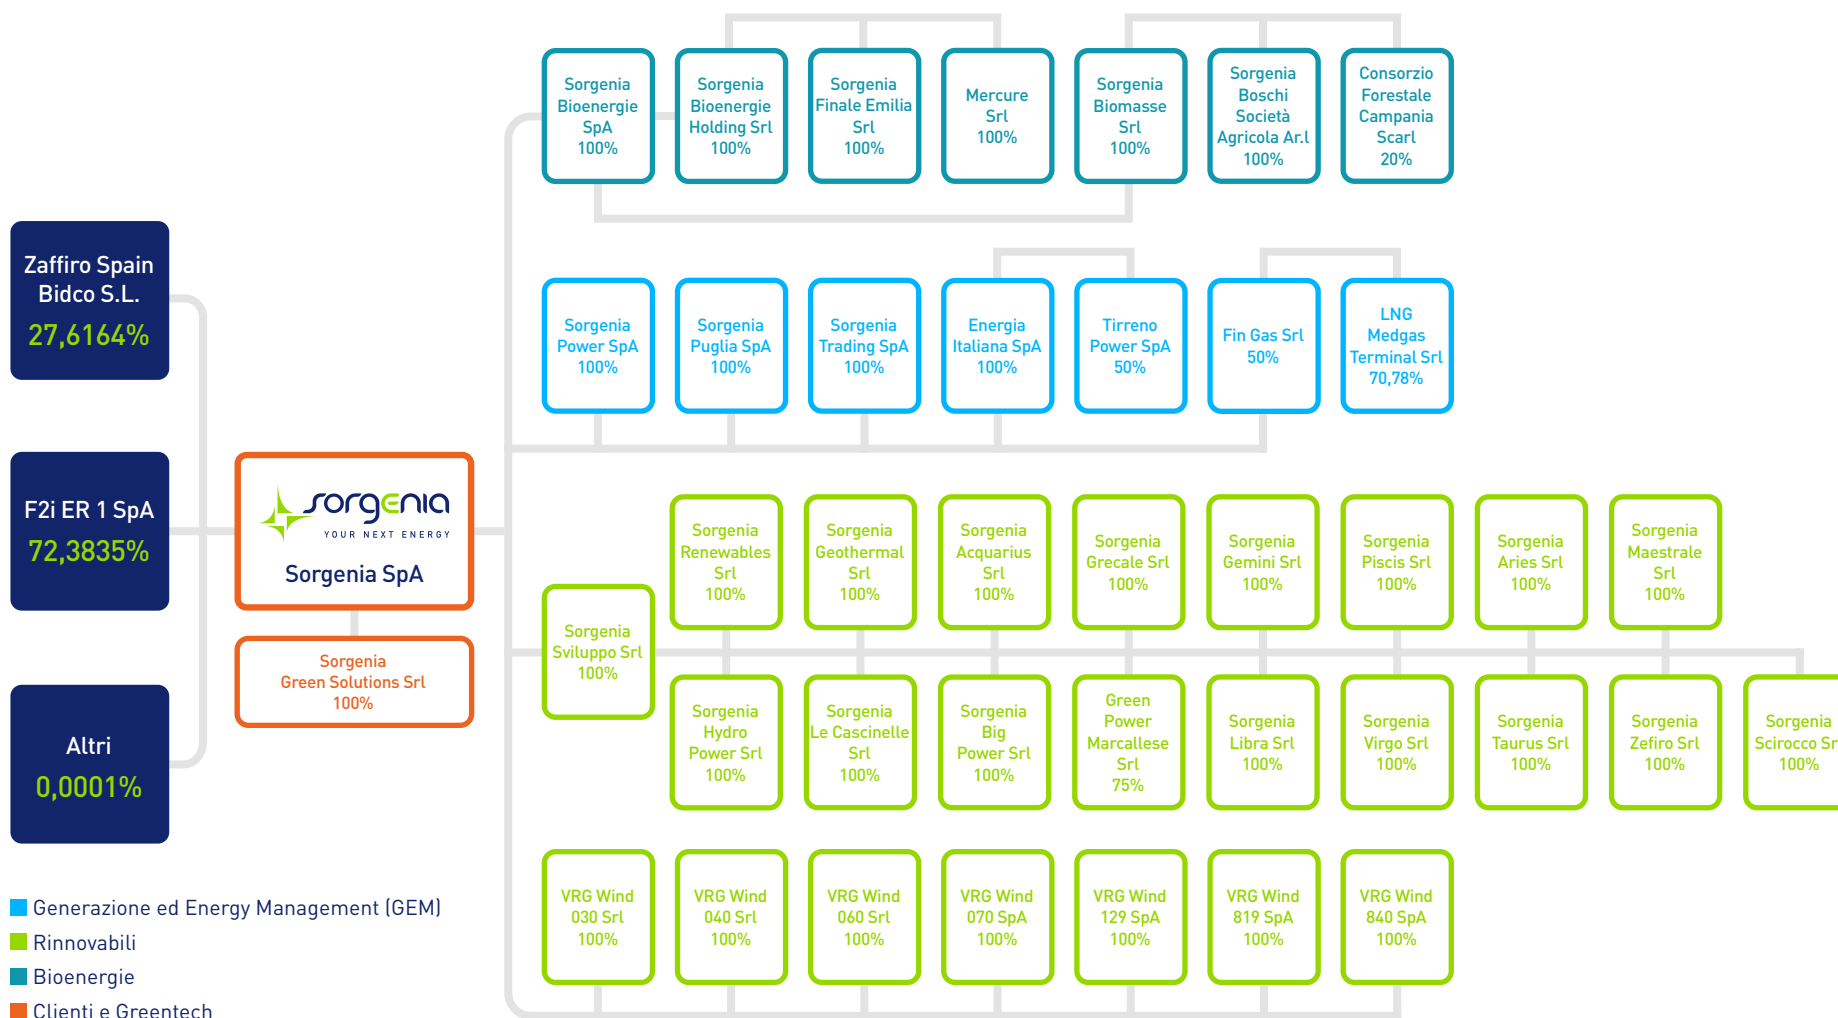 Zaffiro Spain
Bidco S.L.
27,6164%
F2i ER 1 SpA
72,3835%
Altri
0,0001%
sorgenia
YOUR NEXT ENERGY
Sorgenia SpA
Sorgenia
Green Solutions Srl
100%
Sorgenia
Bioenergie
SpA
100%
Sorgenia
Bioenergie
Holding Srl
100%
Sorgenia
Finale Emilia
Srl
100%
Mercure
Srl
100%
Sorgenia
Biomasse
Srl
100%
Sorgenia
Boschi
Società
Agricola Ar.l
100%
Consorzio
Forestale
Campania
Scarl
20%
Sorgenia
Power SpA
100%
Sorgenia
Puglia SpA
100%
Sorgenia
Trading SpA
100%
Energia
Italiana SpA
100%
Tirreno
Power SpA
50%
Fin Gas Srl
50%
LNG
Medgas
Terminal Srl
70,78%
Sorgenia
Sviluppo Srl
100%
Sorgenia
Renewables
Srl
100%
Sorgenia
Geothermal
Srl
100%
Sorgenia
Acquarius
Srl
100%
Sorgenia
Grecale Srl
100%
Sorgenia
Gemini Srl
100%
Sorgenia
Piscis Srl
100%
Sorgenia
Aries Srl
100%
Sorgenia
Maestrale
Srl
100%
Sorgenia
Hydro
Power Srl
100%
Sorgenia
Le Cascinelle
Srl
100%
Sorgenia
Big
Power Srl
100%
Green
Power
Marcallese
Srl
75%
Sorgenia
Libra Srl
100%
Sorgenia
Virgo Srl
100%
Sorgenia
Taurus Srl
100%
Sorgenia
Zefiro Srl
100%
Sorgenia
Scirocco Sr
100%
VRG Wind
030 Srl
100%
VRG Wind
040 Srl
100%
VRG Wind
060 Srl
100%
VRG Wind
070 SpA
100%
VRG Wind
129 SpA
100%
VRG Wind
819 SpA
100%
VRG Wind
840 SpA
100%
Generazione ed Energy Management (GEM)
Rinnovabili
Bioenergie
Clienti e Greentech